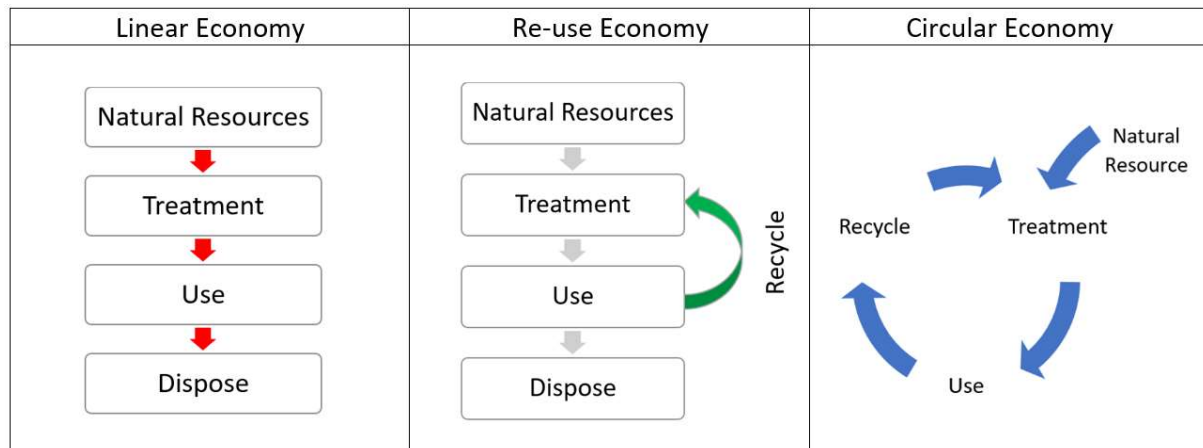 Linear Economy
Natural Resources
Treatment
Use
Dispose
Re-use Economy
Natural Resources
Treatment
Use
Dispose
Recycle
Circular Economy
Natural
Resource
Recycle
Treatment
Use